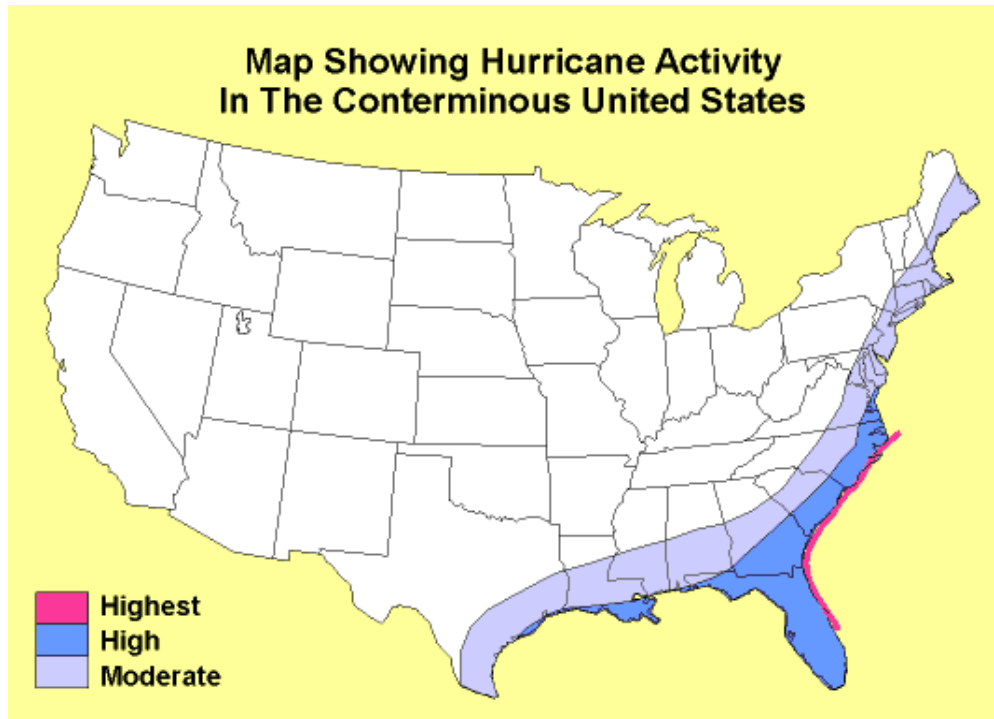 Map Showing Hurricane Activity
In The Conterminous United States
Highest
High
Moderate